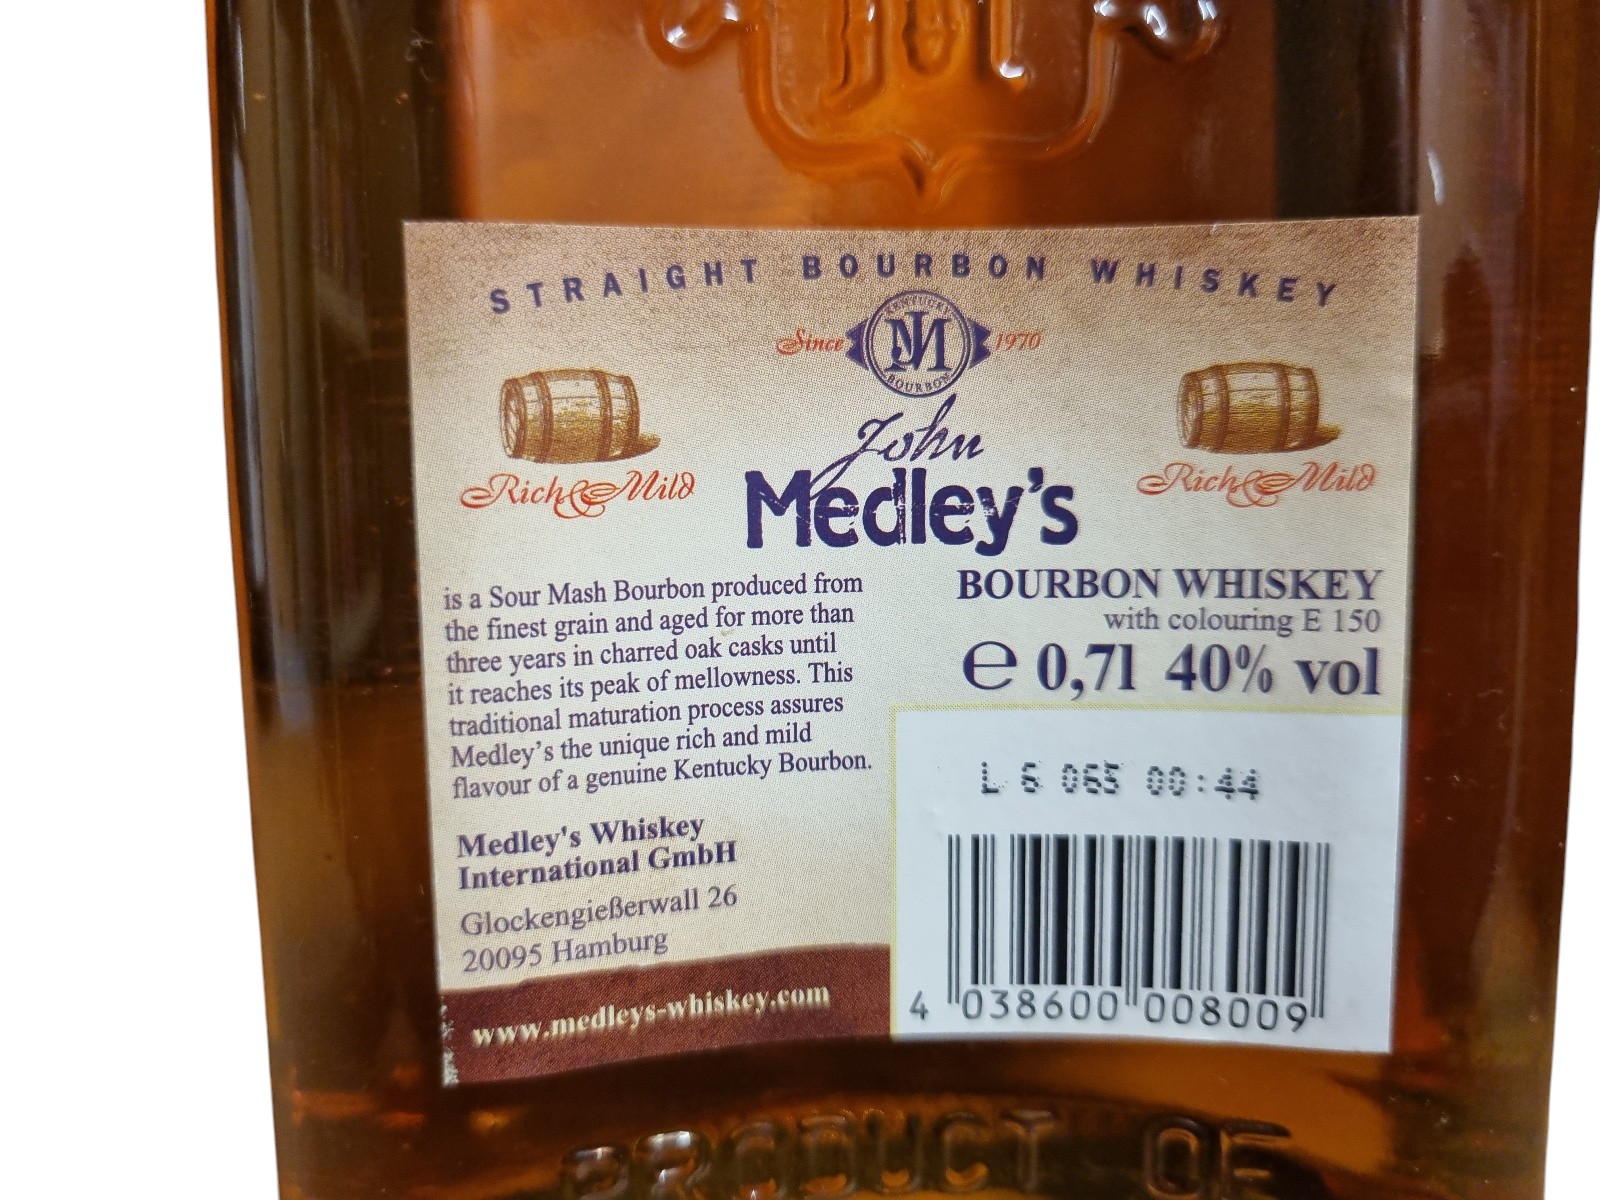 STRAIGHT BOURBON WHISKEY
KENTUCKY
Since JM 1970
BOURBON
John
Medley's
Rich & Mild
Rich & Mild
is a Sour Mash Bourbon produced from
the finest grain and aged for more than
three years in charred oak casks until
it reaches its peak of mellowness. This
traditional maturation process assures
Medley's the unique rich and mild
flavour of a genuine Kentucky Bourbon.
Medley's Whiskey
International GmbH
Glockengießerwall 26
20095 Hamburg
www.medleys-whiskey.com
BOURBON WHISKEY
with colouring E 150
℮ 0,7l 40% vol
L 6 065 00:44
4 038600 008009
PRODUCT OF